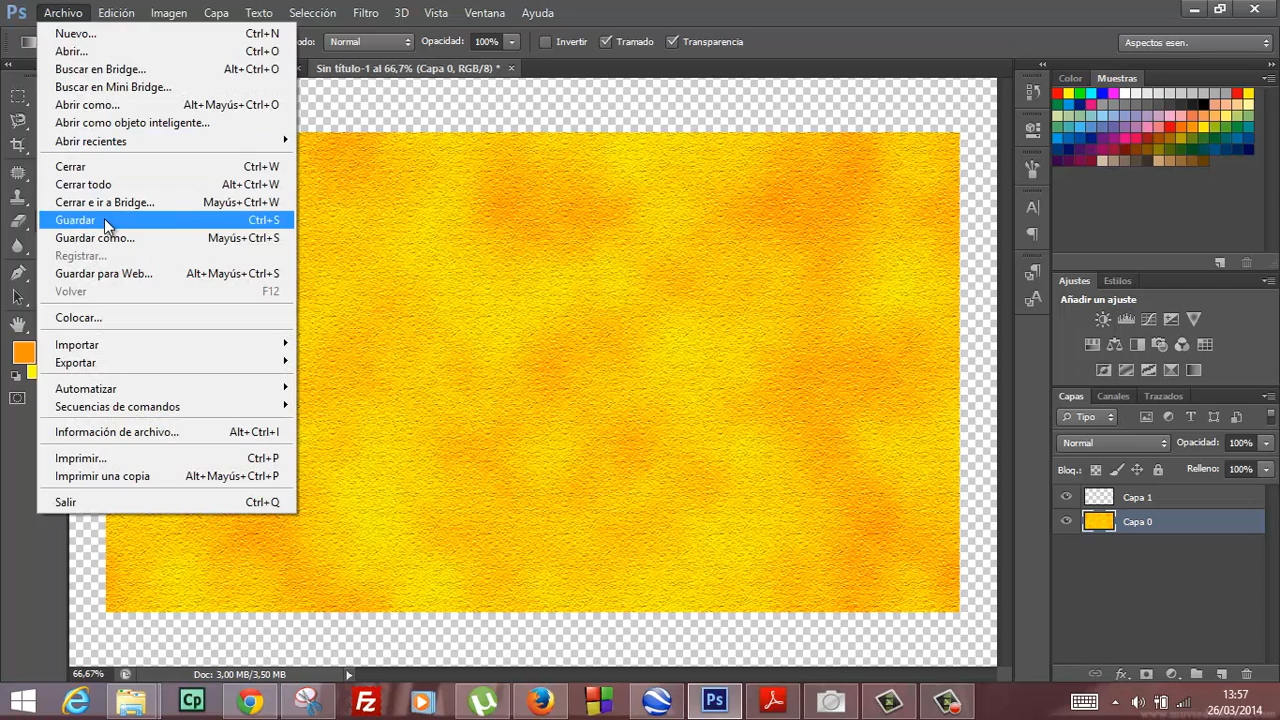 Ps Archivo Edición Imagen Capa Texto Selección Filtro 3D Vista Ventana Ayuda
Normal Opacidad: 100% Invertir Tramado Transparencia Aspectos esen.
Sin título-1 al 66,7% (Capa 0, RGB/8) *
Nuevo... Ctrl+N
Abrir... Ctrl+O
Buscar en Bridge... Alt+Ctrl+O
Buscar en Mini Bridge...
Abrir como... Alt+Mayús+Ctrl+O
Abrir como objeto inteligente...
Abrir recientes
Cerrar Ctrl+W
Cerrar todo Alt+Ctrl+W
Cerrar e ir a Bridge... Mayús+Ctrl+W
Guardar Ctrl+S
Guardar como... Mayús+Ctrl+S
Registrar...
Guardar para Web... Alt+Mayús+Ctrl+S
Volver F12
Colocar...
Importar
Exportar
Automatizar
Secuencias de comandos
Información de archivo... Alt+Ctrl+I
Imprimir... Ctrl+P
Imprimir una copia Alt+Mayús+Ctrl+P
Salir Ctrl+Q
Color Muestras
Ajustes Estilos
Añadir un ajuste
Capas Canales Trazados
Tipo
Normal Opacidad: 100%
Bloq.: Relleno: 100%
Capa 1
Capa 0
66,67% Doc: 3,00 MB/3,50 MB
Cp Fz Ps
13:57
26/03/2014